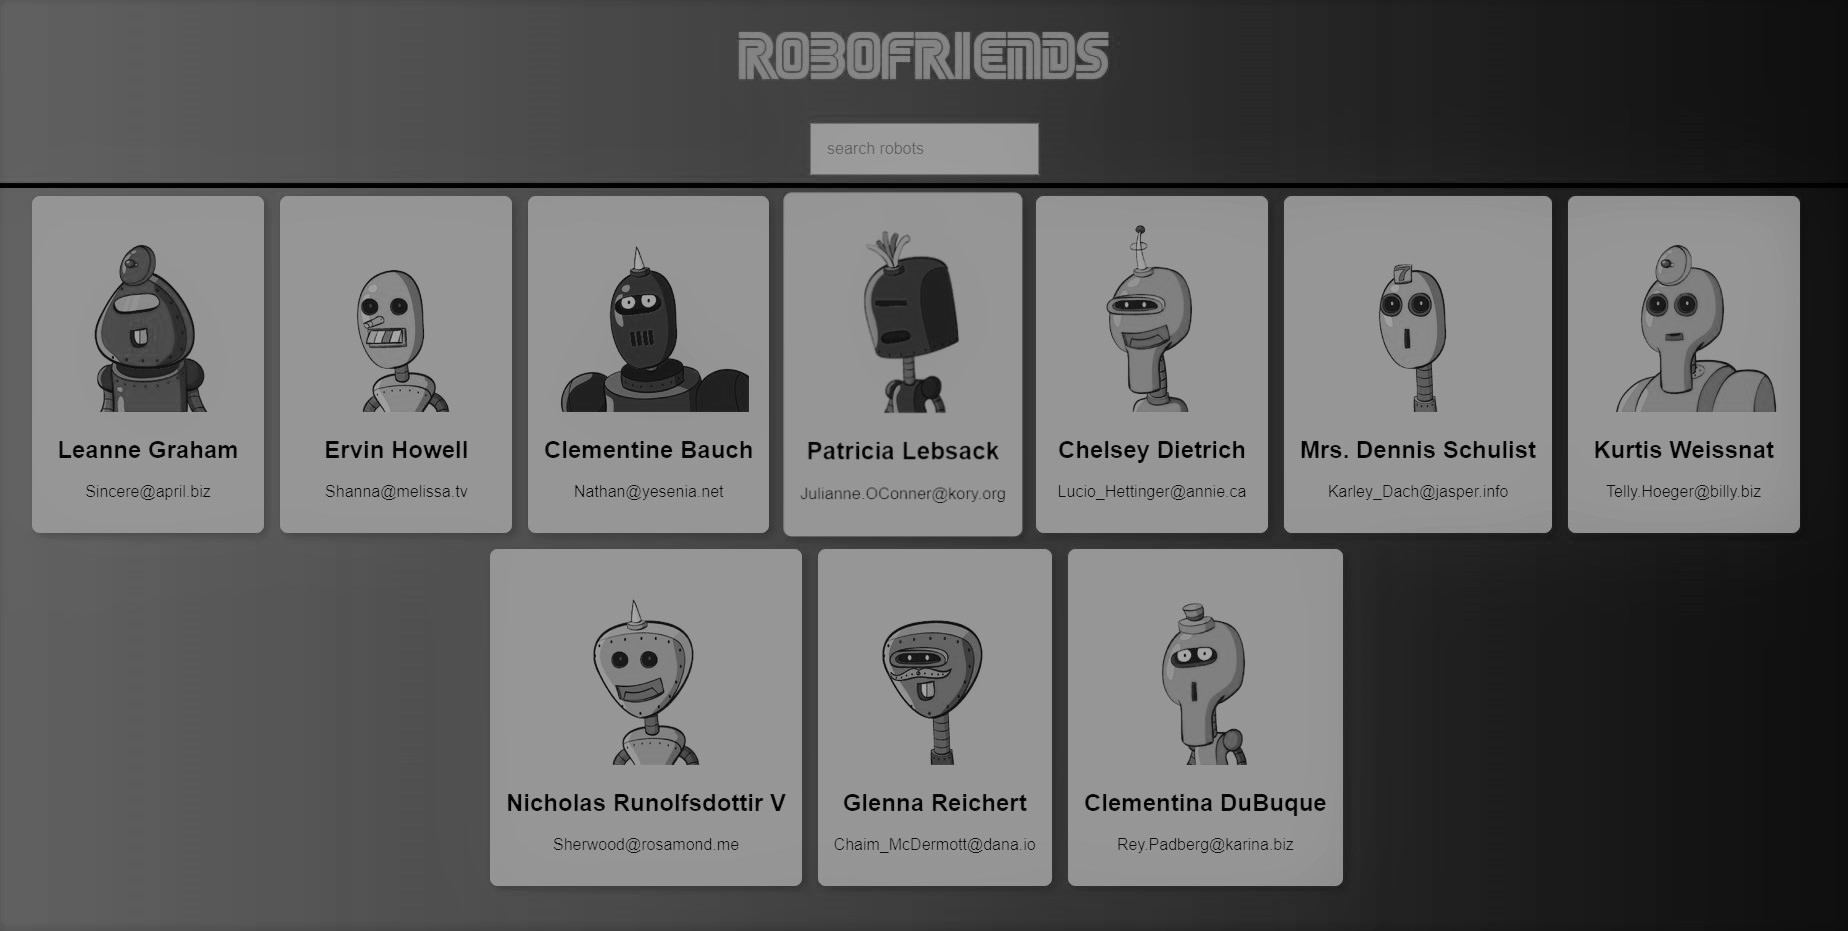 ROBOFRIENDS
search robots
7
Leanne Graham
Sincere@april.biz
Ervin Howell
Shanna@melissa.tv
Clementine Bauch
Nathan@yesenia.net
Patricia Lebsack
Julianne.OConner@kory.org
Chelsey Dietrich
Lucio_Hettinger@annie.ca
Mrs. Dennis Schulist
Karley_Dach@jasper.info
Kurtis Weissnat
Telly.Hoeger@billy.biz
Nicholas Runolfsdottir V
Sherwood@rosamond.me
Glenna Reichert
Chaim_McDermott@dana.io
Clementina DuBuque
Rey.Padberg@karina.biz